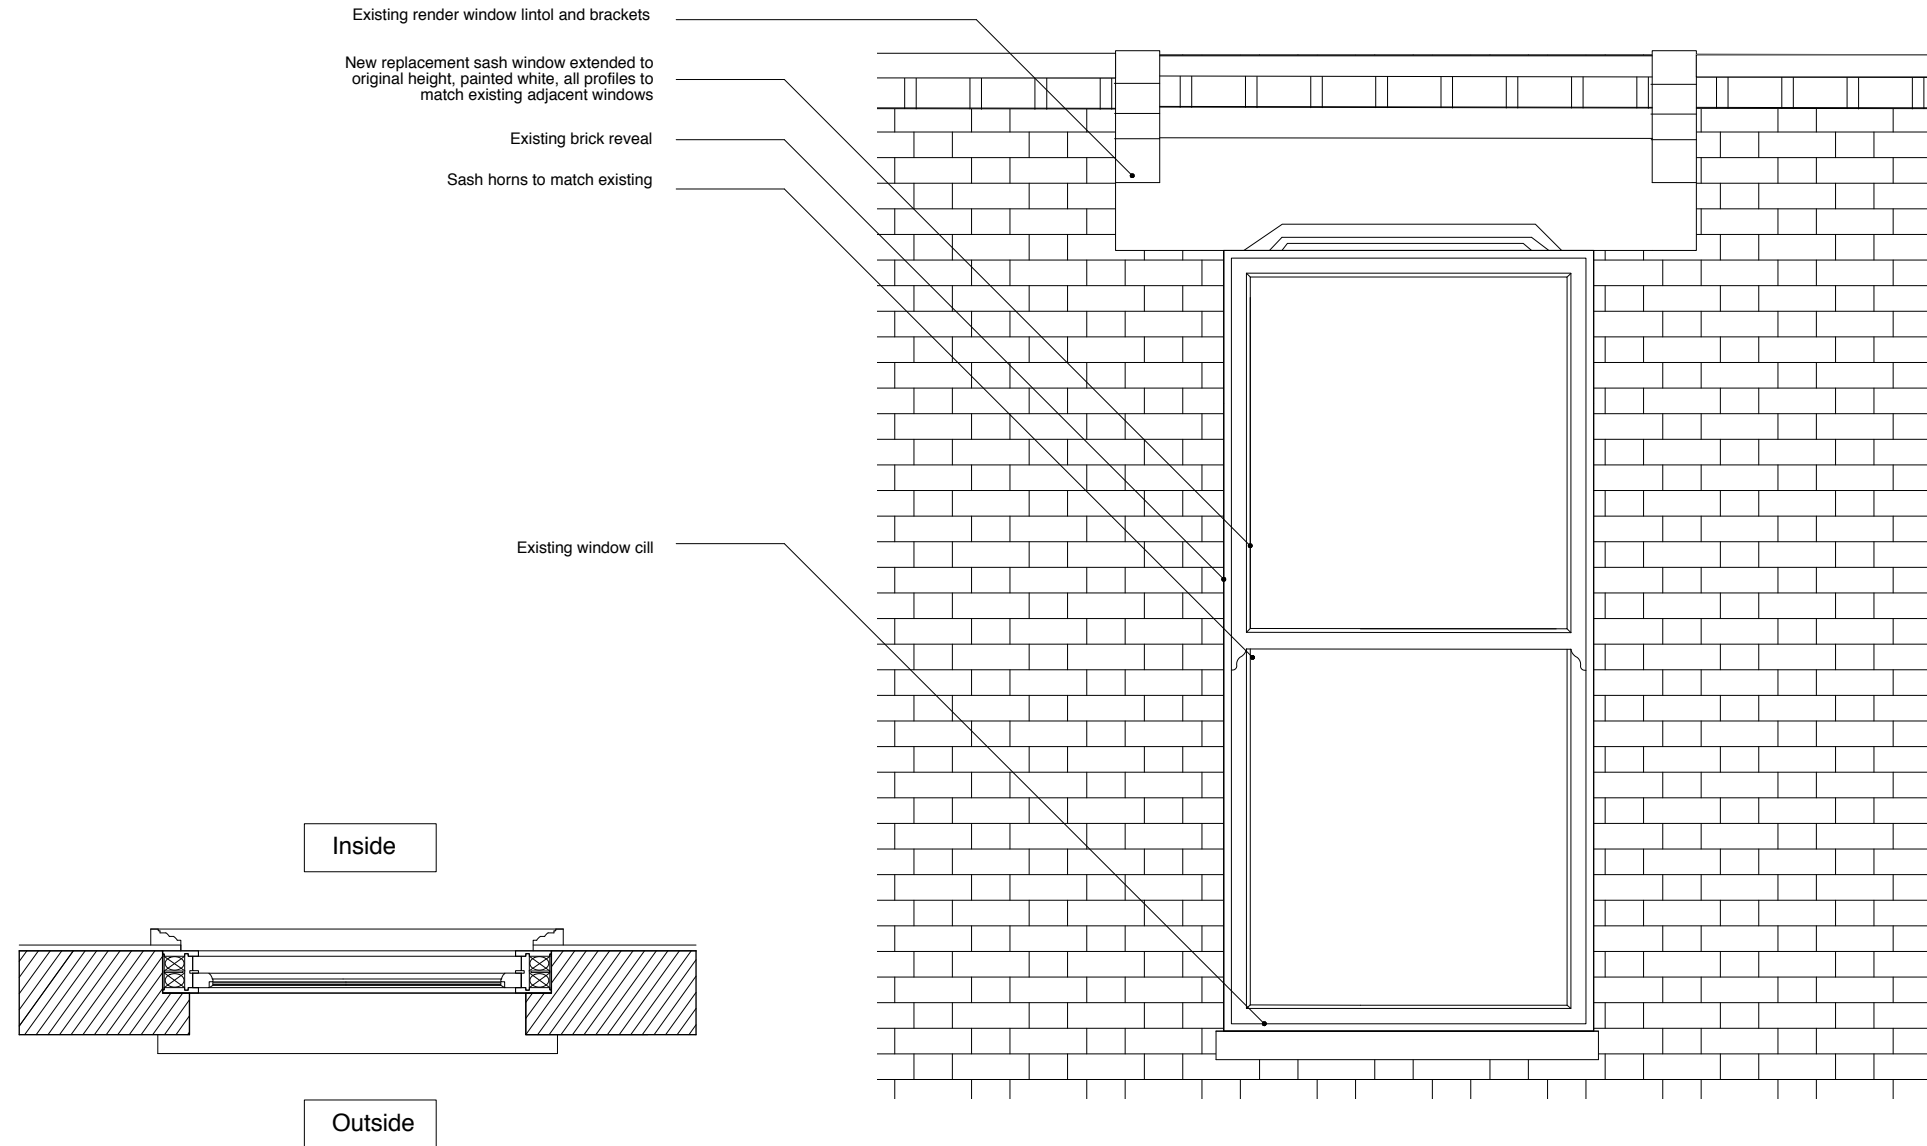 Existing render window lintol and brackets
New replacement sash window extended to
original height, painted white, all profiles to
match existing adjacent windows
Existing brick reveal
Sash horns to match existing
Existing window cill
Inside
Outside